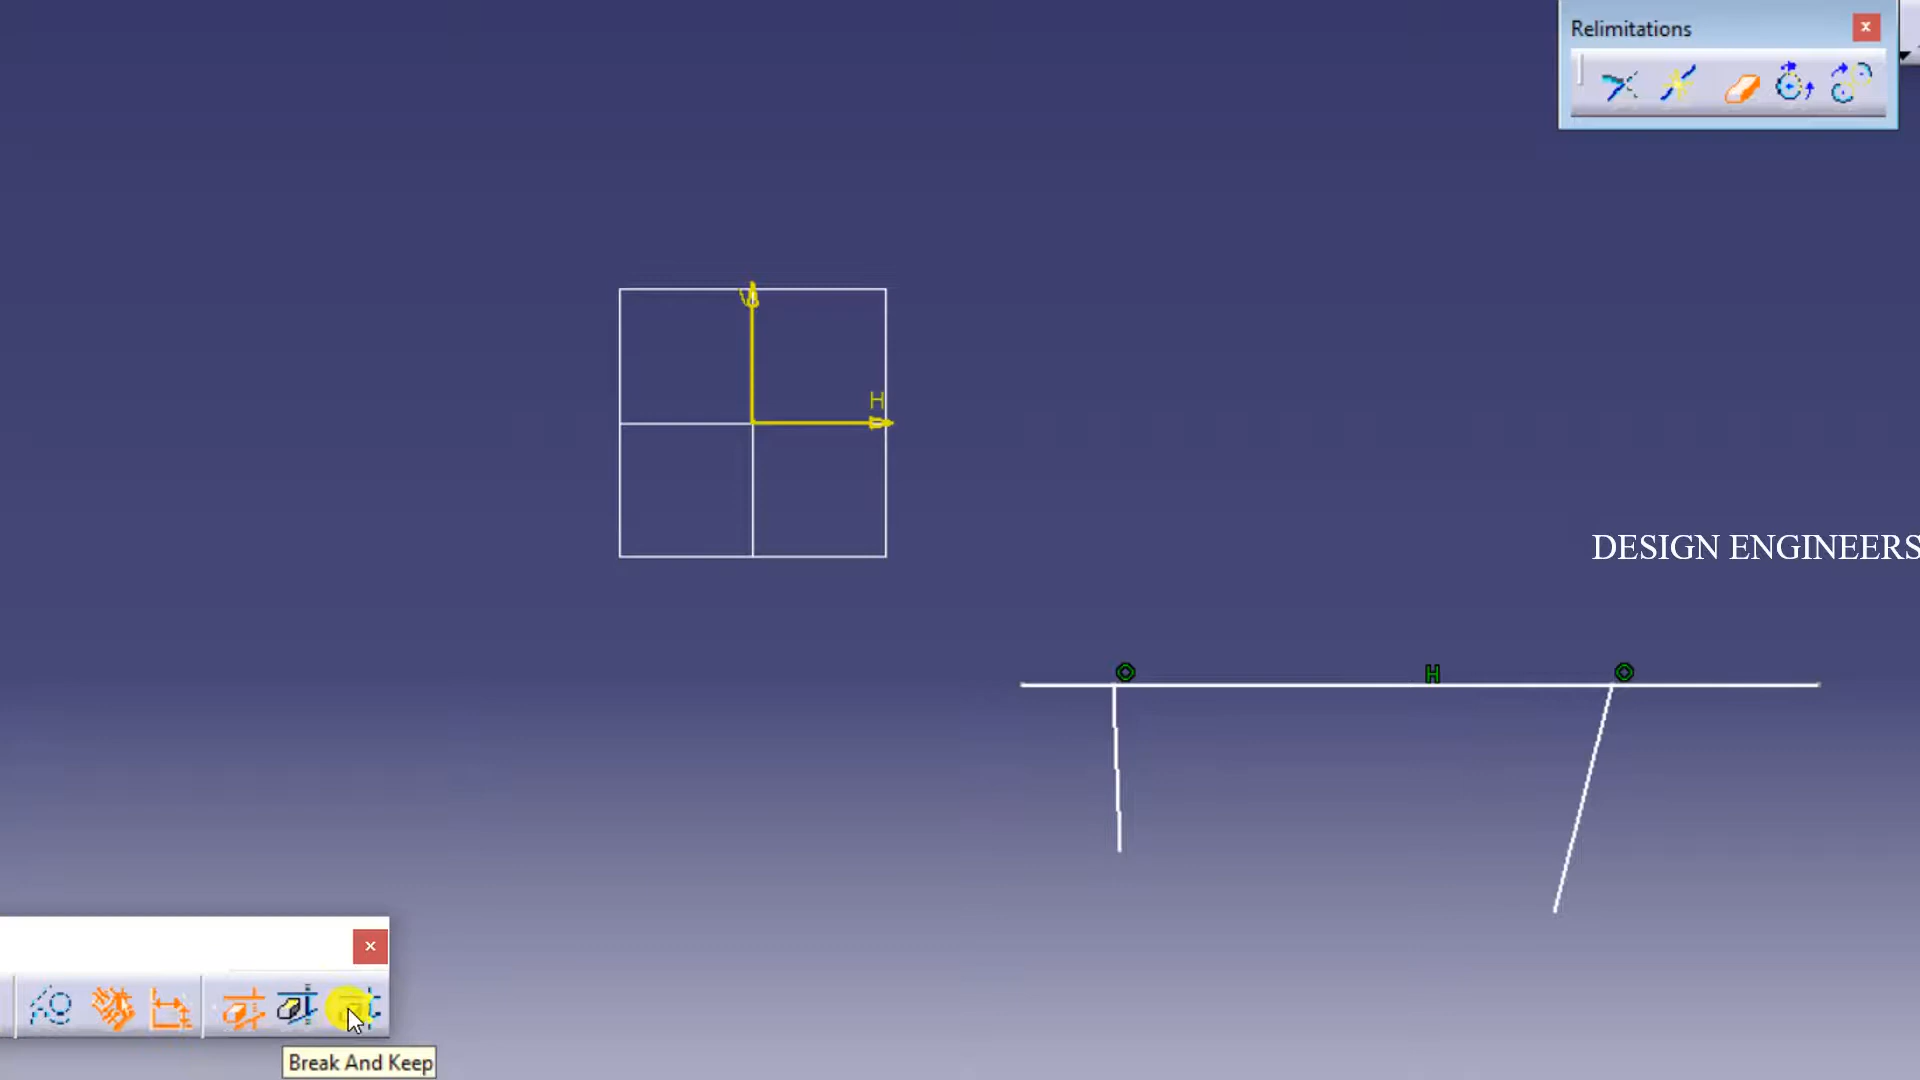 Relimitations
V
H
DESIGN ENGINEERS
H
Break And Keep